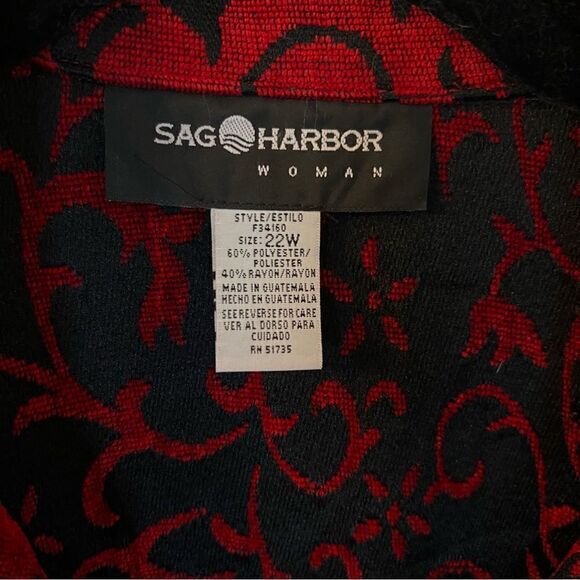 SAG HARBOR
WOMAN
STYLE/ESTILO
F34160
SIZE: 22W
60% POLYESTER/
POLIESTER
40% RAYON/RAYON
MADE IN GUATEMALA
HECHO EN GUATEMALA
SEE REVERSE FOR CARE
VER AL DORSO PARA
CUIDADO
RN 51735